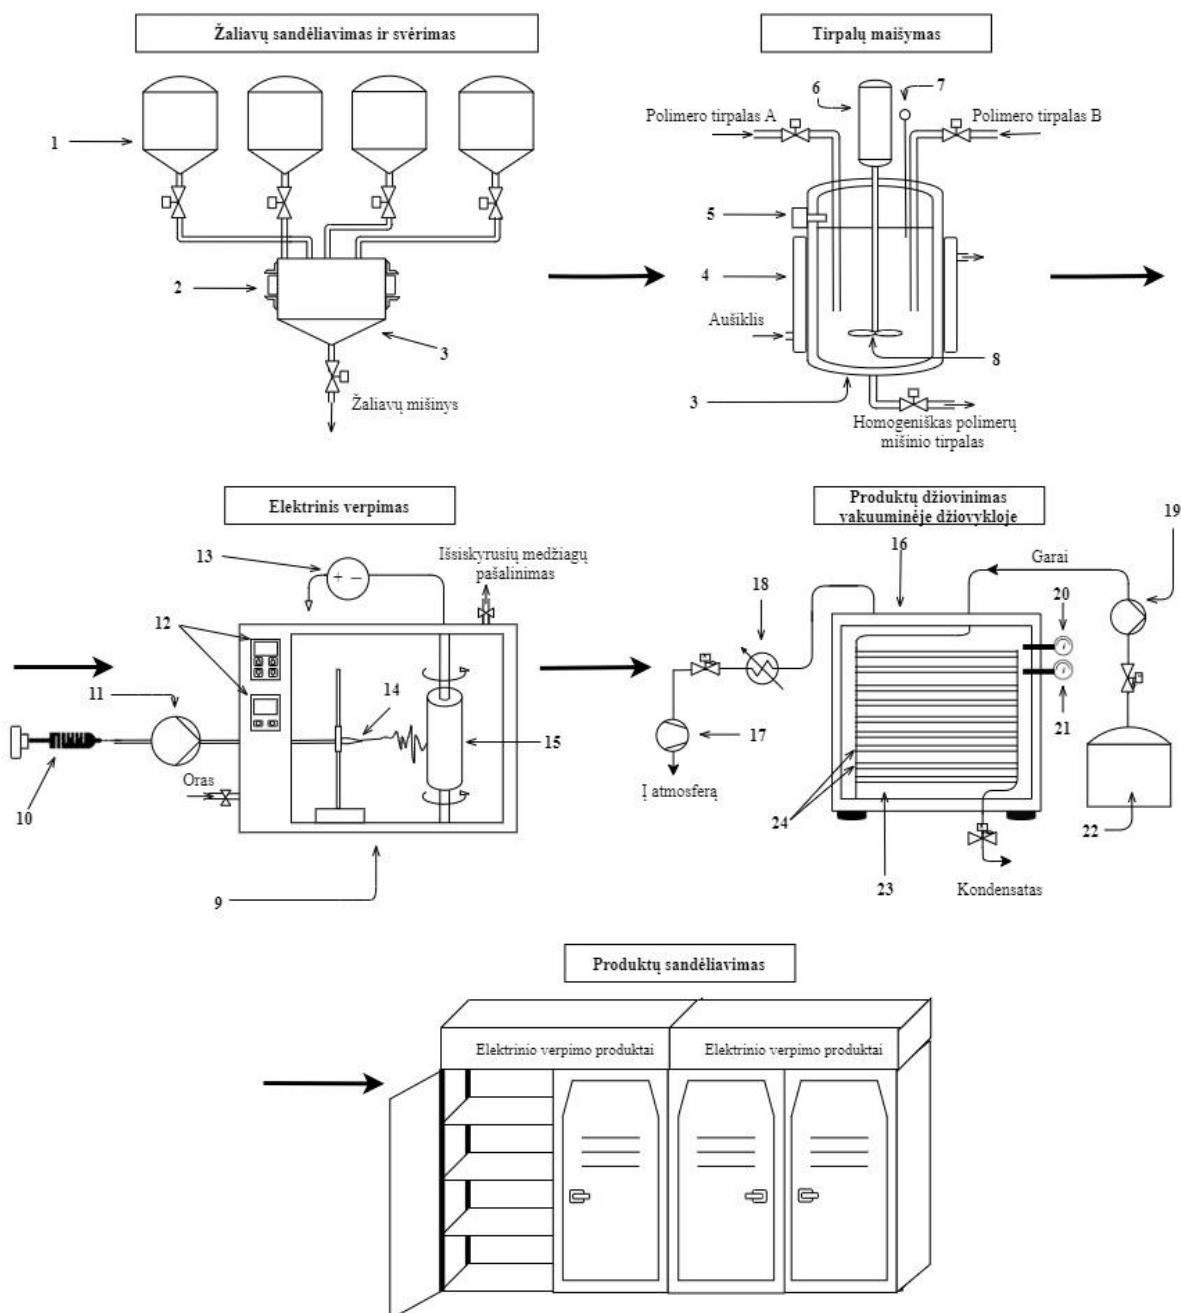 Žaliavų sandėliavimas ir svėrimas
1
2
3
Žaliavų mišinys
Tirpalų maišymas
6
7
Polimero tirpalas A
Polimero tirpalas B
5
4
Aušiklis
8
3
Homogeniškas polimerų
mišinio tirpalas
Elektrinis verpimas
13
Išsiskyrusių medžiagų
pašalinimas
12
11
14
15
10
Oras
9
Produktų džiovinimas
vakuuminėje džiovykloje
16
19
Garai
18
20
21
17
Į atmosferą
24
22
23
Kondensatas
Produktų sandėliavimas
Elektrinio verpimo produktai
Elektrinio verpimo produktai